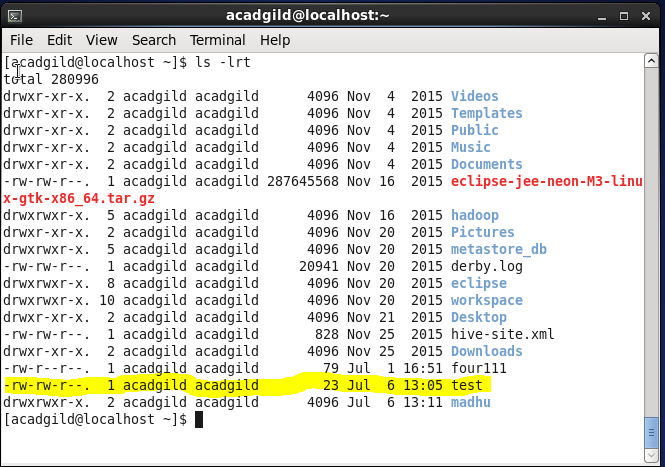 acadgild@localhost:~
File Edit View Search Terminal Help
[acadgild@localhost ~]$ ls -lrt
total 280996
drwxr-xr-x.  2 acadgild acadgild      4096 Nov  4  2015 Videos
drwxr-xr-x.  2 acadgild acadgild      4096 Nov  4  2015 Templates
drwxr-xr-x.  2 acadgild acadgild      4096 Nov  4  2015 Public
drwxr-xr-x.  2 acadgild acadgild      4096 Nov  4  2015 Music
drwxr-xr-x.  2 acadgild acadgild      4096 Nov  4  2015 Documents
-rw-rw-r--.  1 acadgild acadgild 287645568 Nov 16  2015 eclipse-jee-neon-M3-linu
x-gtk-x86_64.tar.gz
drwxrwxr-x.  5 acadgild acadgild      4096 Nov 16  2015 hadoop
drwxr-xr-x.  2 acadgild acadgild      4096 Nov 20  2015 Pictures
drwxrwxr-x.  5 acadgild acadgild      4096 Nov 20  2015 metastore_db
-rw-rw-r--.  1 acadgild acadgild     20941 Nov 20  2015 derby.log
drwxrwxr-x.  8 acadgild acadgild      4096 Nov 20  2015 eclipse
drwxrwxr-x. 10 acadgild acadgild      4096 Nov 20  2015 workspace
drwxr-xr-x.  2 acadgild acadgild      4096 Nov 21  2015 Desktop
-rw-rw-r--.  1 acadgild acadgild       828 Nov 25  2015 hive-site.xml
drwxr-xr-x.  2 acadgild acadgild      4096 Nov 25  2015 Downloads
-rw-r--r--.  1 acadgild acadgild        79 Jul  1 16:51 four111
-rw-rw-r--.  1 acadgild acadgild        23 Jul  6 13:05 test
drwxrwxr-x.  2 acadgild acadgild      4096 Jul  6 13:11 madhu
[acadgild@localhost ~]$